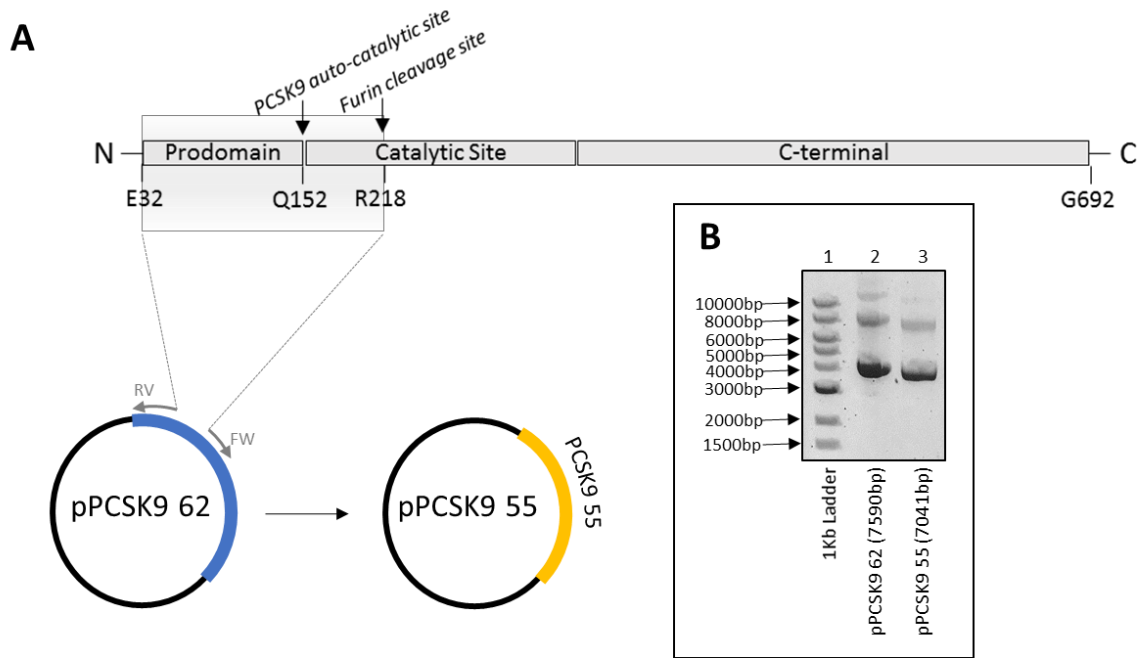 A
PCSK9 auto-catalytic site
Furin cleavage site
N
Prodomain
Catalytic Site
C-terminal
C
E32
Q152
R218
G692
RV
FW
pPCSK9 62
pPCSK9 55
PCSK9 55
B
1
2
3
10000bp
8000bp
6000bp
5000bp
4000bp
3000bp
2000bp
1500bp
1Kb Ladder
pPCSK9 62 (7590bp)
pPCSK9 55 (7041bp)